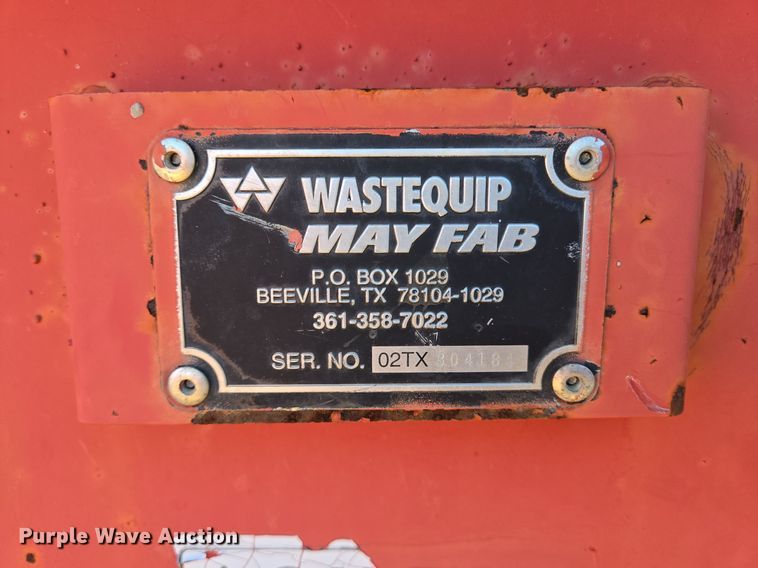 WASTEQUIP
MAY FAB
P.O. BOX 1029
BEEVILLE, TX 78104-1029
361-358-7022
SER. NO. 02TX
Purple Wave Auction